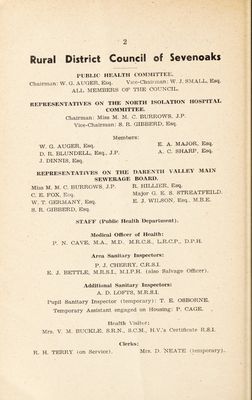 2
Rural District Council of Sevenoaks
PUBLIC HEALTH COMMITTEE.
Chairman: W. G. AUGER, Esq. Vice-Chairman: W. J. SMALL, Esq.
ALL MEMBERS OF THE COUNCIL.
REPRESENTATIVES ON THE NORTH ISOLATION HOSPITAL
COMMITTEE.
Chairman: Miss M. M. C. BURROWS, J.P.
Vice-Chairman: S. R. GIBBERD, Esq.
Members:
W. G. AUGER, Esq. E. A. MAJOR, Esq.
D. R. BLUNDELL, Esq., J.P. A. C. SHARP, Esq.
J. DENNIS, Esq.
REPRESENTATIVES ON THE DARENTH VALLEY MAIN
SEWERAGE BOARD.
Miss M. M. C. BURROWS, J.P. R. HILLIER, Esq.
C. E. FOX, Esq. Major G. E. S. STREATFEILD.
W. T. GERMANY, Esq. E. J. WILSON, Esq., M.B.E.
S. R. GIBBERD, Esq.
STAFF (Public Health Department).
Medical Officer of Health:
P. N. CAVE, M.A., M.D. M.R.C.S., L.R.C.P., D.P.H.
Area Sanitary Inspectors:
P. J. CHERRY, C.R.S.I.
E. J. BETTLE, M.R.S.I., M.I.P.H. (also Salvage Officer).
Additional Sanitary Inspectors:
A. D. LOFTS, M.R.S.I.
Pupil Sanitary Inspector (temporary): T. E. OSBORNE.
Temporary Assistant engaged on Housing: P. CAGE.
Health Visitor:
Mrs. V. M. BUCKLE, S.R.N., S.C.M., H.V.'s Certificate R.S.I.
Clerks:
R. H. TERRY (on Service). Mrs. D. NEATE (temporary).